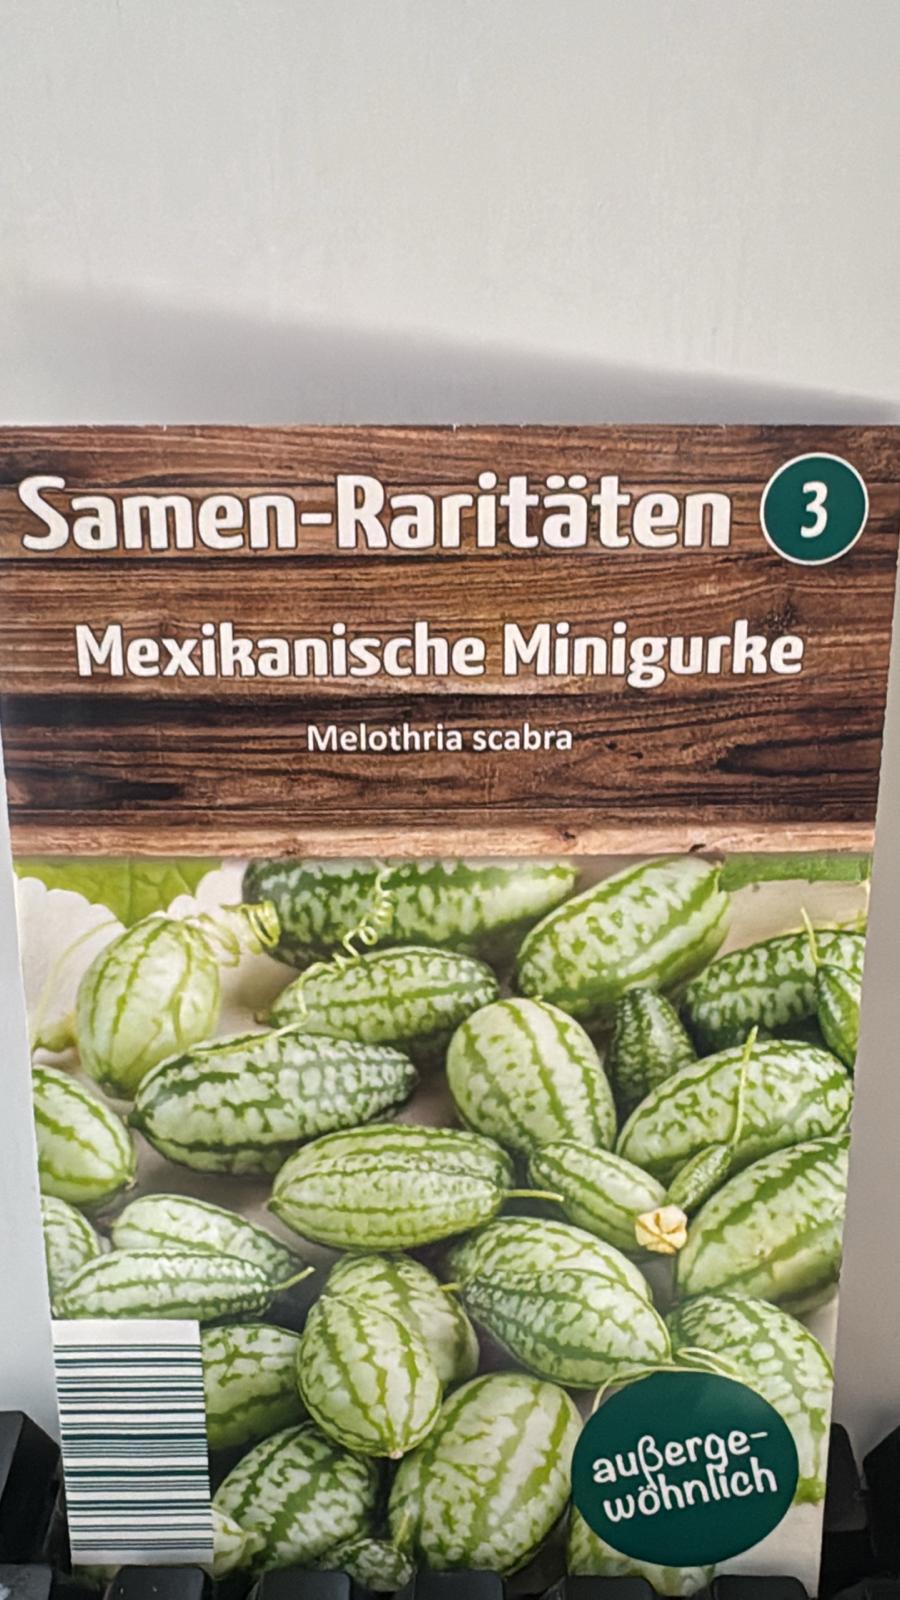 Samen-Raritäten 3
Mexikanische Minigurke
Melothria scabra
außerge-
wöhnlich